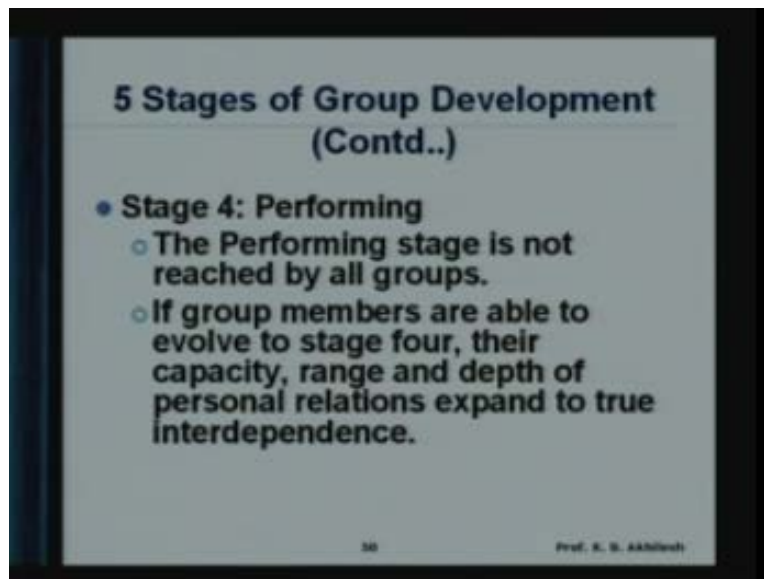 5 Stages of Group Development
(Contd..)
Stage 4: Performing
The Performing stage is not
reached by all groups.
If group members are able to
evolve to stage four, their
capacity, range and depth of
personal relations expand to true
interdependence.
50 Prof. K. B. Akhilesh